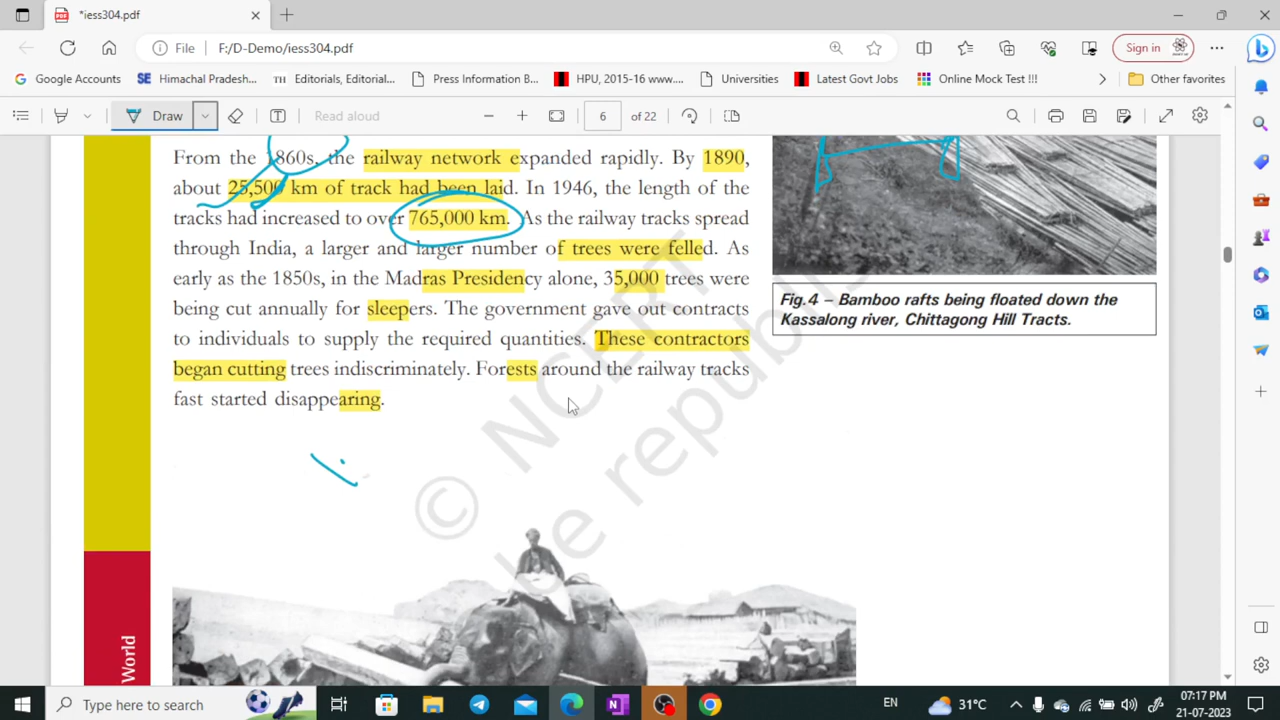 *iess304.pdf
File F:/D-Demo/iess304.pdf Sign in
Google Accounts SE Himachal Pradesh... TH Editorials, Editorial... Press Information B... HPU, 2015-16 www.... Universities Latest Govt Jobs Online Mock Test !!! Other favorites
Draw Read aloud 6 of 22
From the 1860s, the railway network expanded rapidly. By 1890,
about 25,500 km of track had been laid. In 1946, the length of the
tracks had increased to over 765,000 km. As the railway tracks spread
through India, a larger and larger number of trees were felled. As
early as the 1850s, in the Madras Presidency alone, 35,000 trees were
being cut annually for sleepers. The government gave out contracts
to individuals to supply the required quantities. These contractors
began cutting trees indiscriminately. Forests around the railway tracks
fast started disappearing.
Fig.4 – Bamboo rafts being floated down the
Kassalong river, Chittagong Hill Tracts.
© NCERT
be republis
World
Type here to search EN 31°C 07:17 PM
21-07-2023